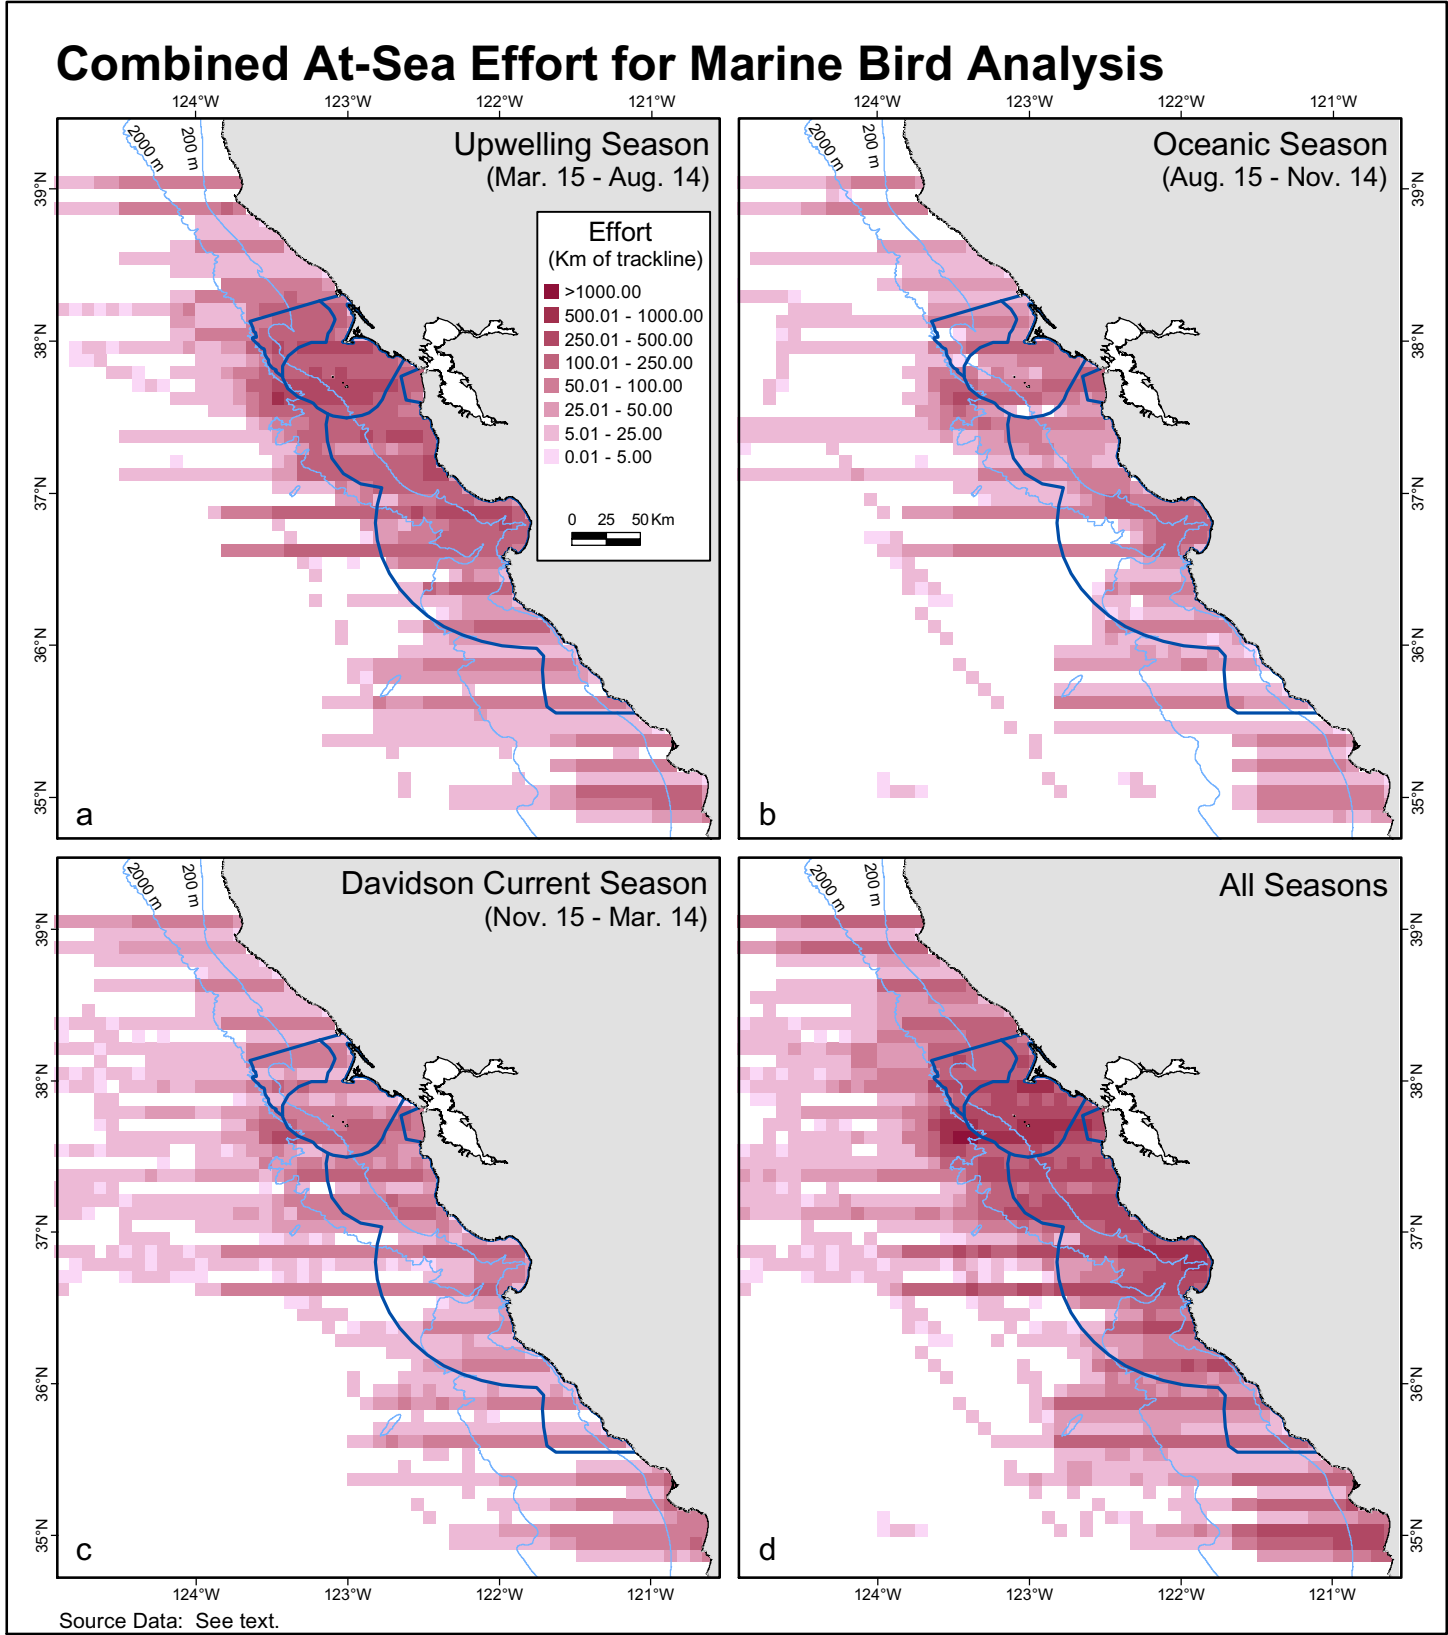 Combined At-Sea Effort for Marine Bird Analysis
124°W 123°W 122°W 121°W 124°W 123°W 122°W 121°W
2000 m
200 m
Upwelling Season
(Mar. 15 - Aug. 14)
Effort
(Km of trackline)
>1000.00
500.01 - 1000.00
250.01 - 500.00
100.01 - 250.00
50.01 - 100.00
25.01 - 50.00
5.01 - 25.00
0.01 - 5.00
0 25 50 Km
39°N
38°N
37°N
36°N
35°N
a
2000 m
200 m
Oceanic Season
(Aug. 15 - Nov. 14)
39°N
38°N
37°N
36°N
35°N
b
2000 m
200 m
Davidson Current Season
(Nov. 15 - Mar. 14)
39°N
38°N
37°N
36°N
35°N
c
2000 m
200 m
All Seasons
39°N
38°N
37°N
36°N
35°N
d
124°W 123°W 122°W 121°W 124°W 123°W 122°W 121°W
Source Data: See text.